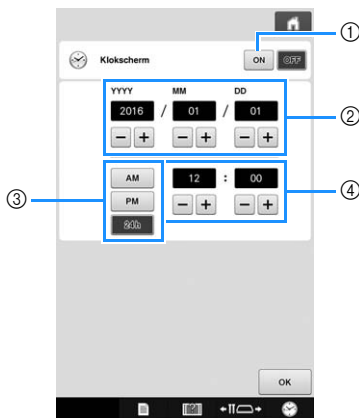 ①
Klokscherm ON OFF
YYYY MM DD
2016 / 01 / 01 ②
− + − + − +
AM 12 : 00 ④
③ PM − + − +
24h
OK